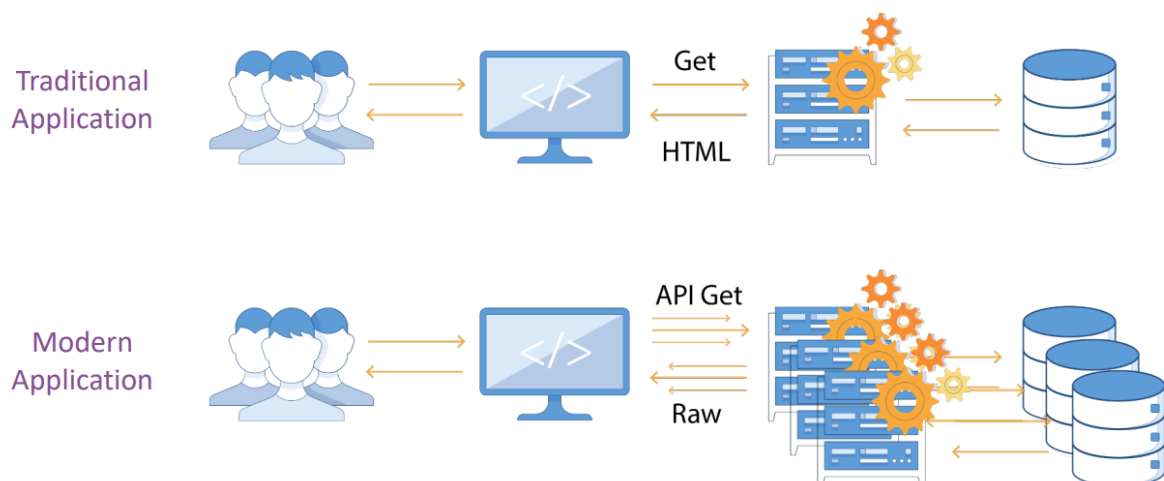 Traditional
Application
</>
Get
HTML
Modern
Application
</>
API Get
Raw